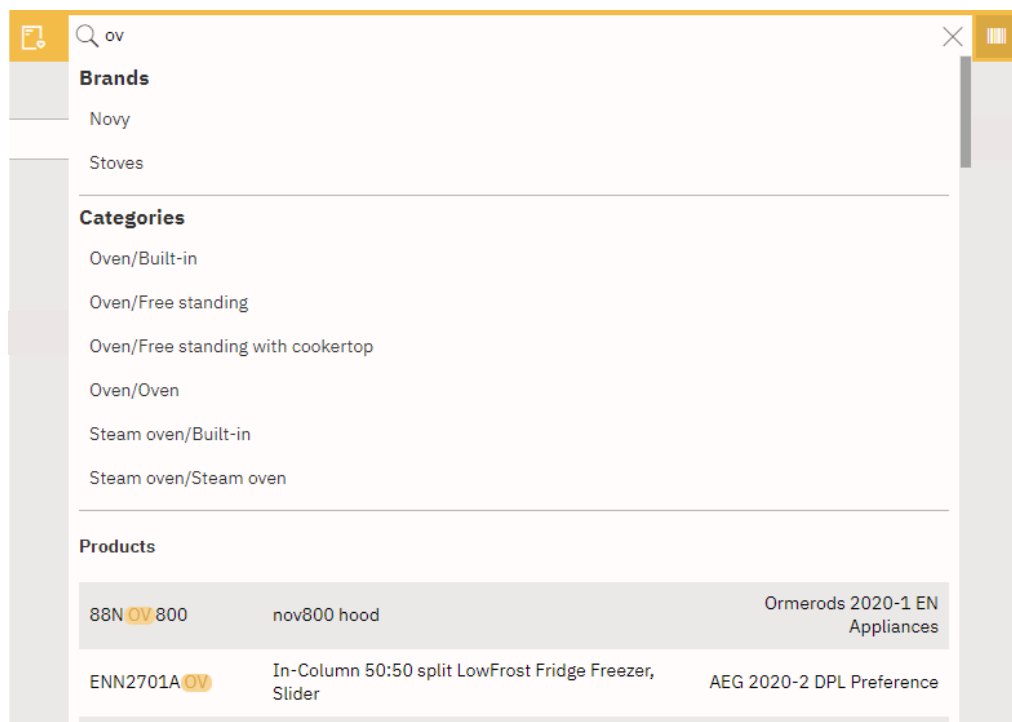 ov
Brands
Novy
Stoves
Categories
Oven/Built-in
Oven/Free standing
Oven/Free standing with cookertop
Oven/Oven
Steam oven/Built-in
Steam oven/Steam oven
Products
88NOV800 nov800 hood Ormerods 2020-1 EN
Appliances
ENN2701AOV In-Column 50:50 split LowFrost Fridge Freezer,
Slider AEG 2020-2 DPL Preference